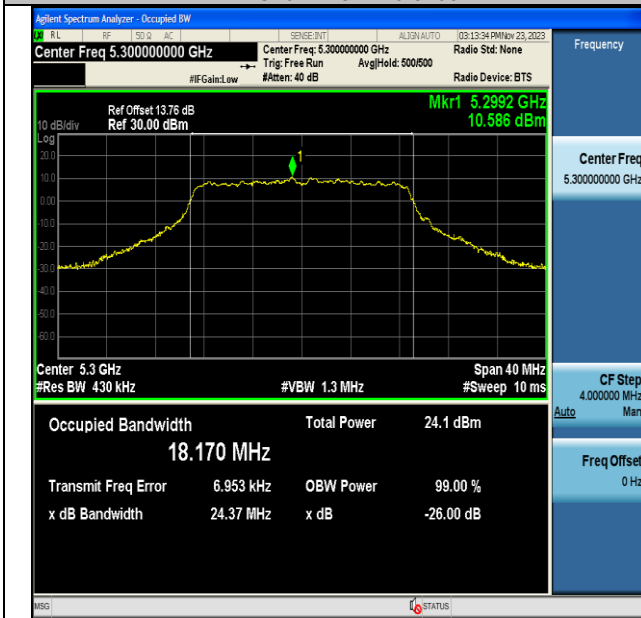 Agilent Spectrum Analyzer - Occupied BW
RL RF 50 Ω AC SENSE:INT ALIGN AUTO 03:13:34 PM Nov 23, 2023
Center Freq 5.300000000 GHz
Center Freq: 5.300000000 GHz
Radio Std: None
Trig: Free Run Avg|Hold: 500/500
#IFGain:Low #Atten: 40 dB Radio Device: BTS
Frequency
Ref Offset 13.76 dB
Mkr1 5.2992 GHz
10 dB/div Ref 30.00 dBm 10.586 dBm
Log
20.0
10.0
0.00
-10.0
-20.0
-30.0
-40.0
-50.0
-60.0
1
Center Freq
5.300000000 GHz
Center 5.3 GHz Span 40 MHz
#Res BW 430 kHz #VBW 1.3 MHz #Sweep 10 ms
CF Step
4.000000 MHz
Auto Man
Occupied Bandwidth Total Power 24.1 dBm
18.170 MHz
Freq Offset
0 Hz
Transmit Freq Error 6.953 kHz OBW Power 99.00 %
x dB Bandwidth 24.37 MHz x dB -26.00 dB
MSG STATUS